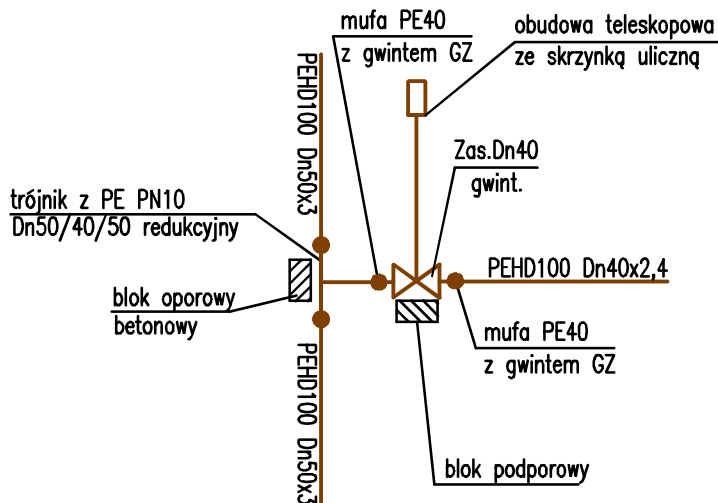 mufa PE40
z gwintem GZ
obudowa teleskopowa
ze skrzynką uliczną
PEHD100 Dn50x3
Zas.Dn40
gwint.
trójnik z PE PN10
Dn50/40/50 redukcyjny
PEHD100 Dn40x2,4
blok oporowy
betonowy
mufa PE40
z gwintem GZ
PEHD100 Dn50x3
blok podporowy